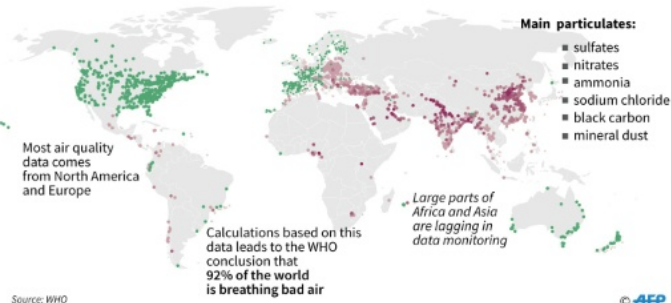 Main particulates:
sulfates
nitrates
ammonia
sodium chloride
black carbon
mineral dust
Most air quality
data comes
from North America
and Europe
Large parts of
Africa and Asia
are lagging in
data monitoring
Calculations based on this
data leads to the WHO
conclusion that
92% of the world
is breathing bad air
Source: WHO
© AFP